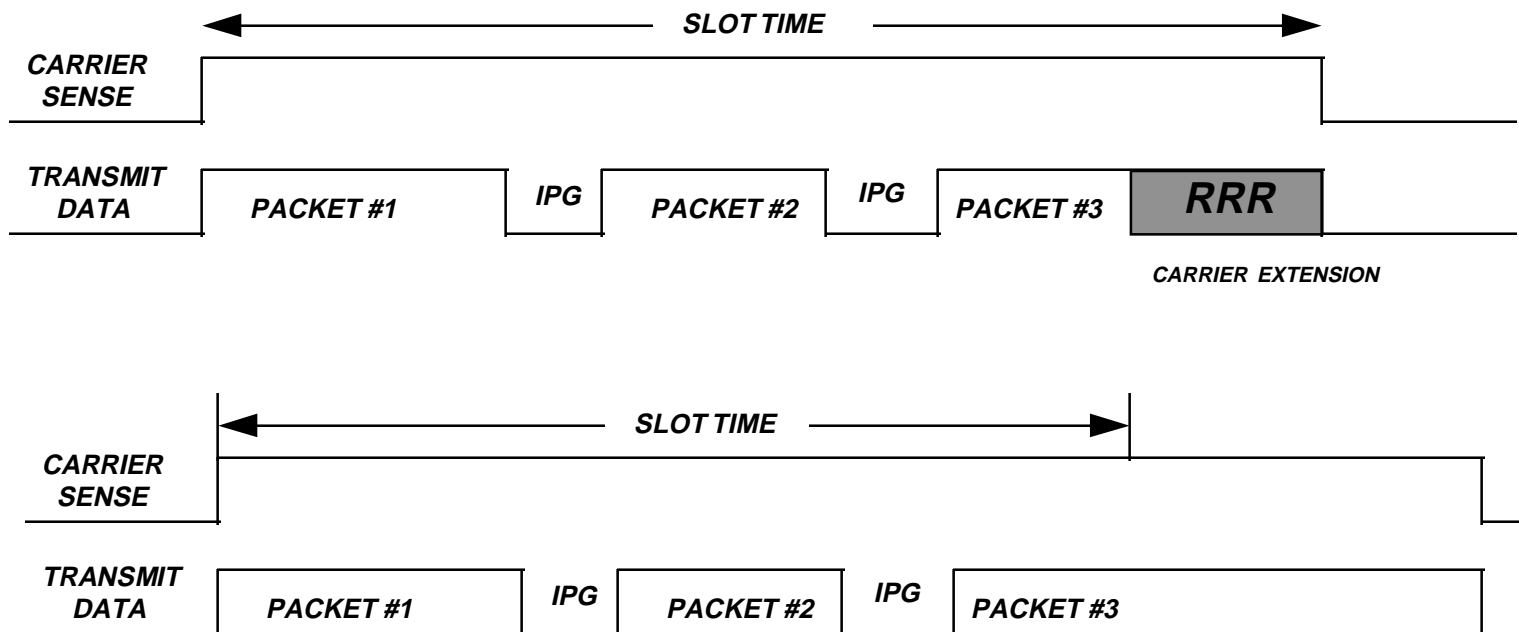 SLOT TIME
CARRIER
SENSE
TRANSMIT
DATA
PACKET #1
IPG
PACKET #2
IPG
PACKET #3
RRR
CARRIER EXTENSION
SLOT TIME
CARRIER
SENSE
TRANSMIT
DATA
PACKET #1
IPG
PACKET #2
IPG
PACKET #3